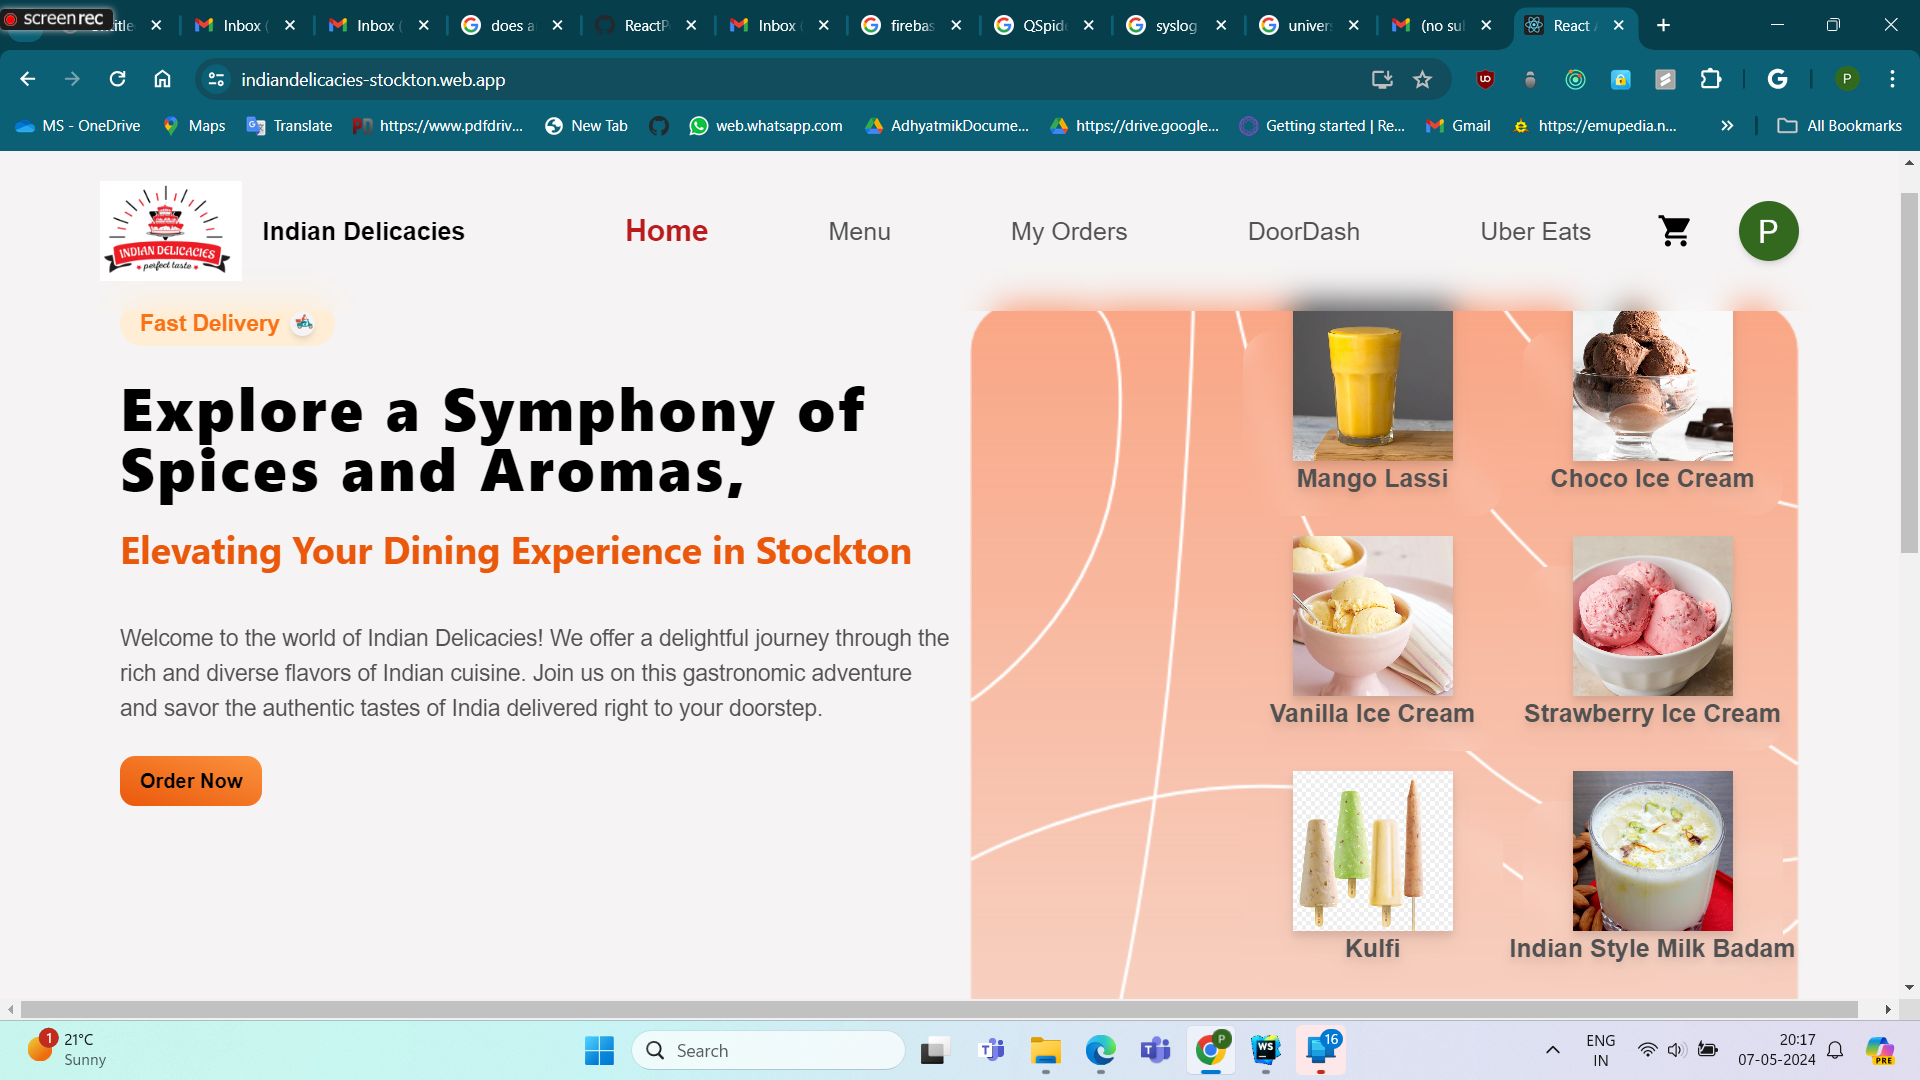 screen rec
Inbox (
Inbox (
does a
ReactP
Inbox (
firebas
QSpid
syslog
univer
(no sul
React A
indiandelicacies-stockton.web.app
P
MS - OneDrive
Maps
Translate
https://www.pdfdriv...
New Tab
web.whatsapp.com
AdhyatmikDocume...
https://drive.google...
Getting started | Re...
Gmail
https://emupedia.n...
All Bookmarks
INDIAN DELICACIES
perfect taste
Indian Delicacies
Home
Menu
My Orders
DoorDash
Uber Eats
P
Fast Delivery
Explore a Symphony of
Spices and Aromas,
Elevating Your Dining Experience in Stockton
Welcome to the world of Indian Delicacies! We offer a delightful journey through the
rich and diverse flavors of Indian cuisine. Join us on this gastronomic adventure
and savor the authentic tastes of India delivered right to your doorstep.
Order Now
Mango Lassi
Choco Ice Cream
Vanilla Ice Cream
Strawberry Ice Cream
Kulfi
Indian Style Milk Badam
1
21°C
Sunny
Search
P
WS
16
ENG
IN
20:17
07-05-2024
PRE